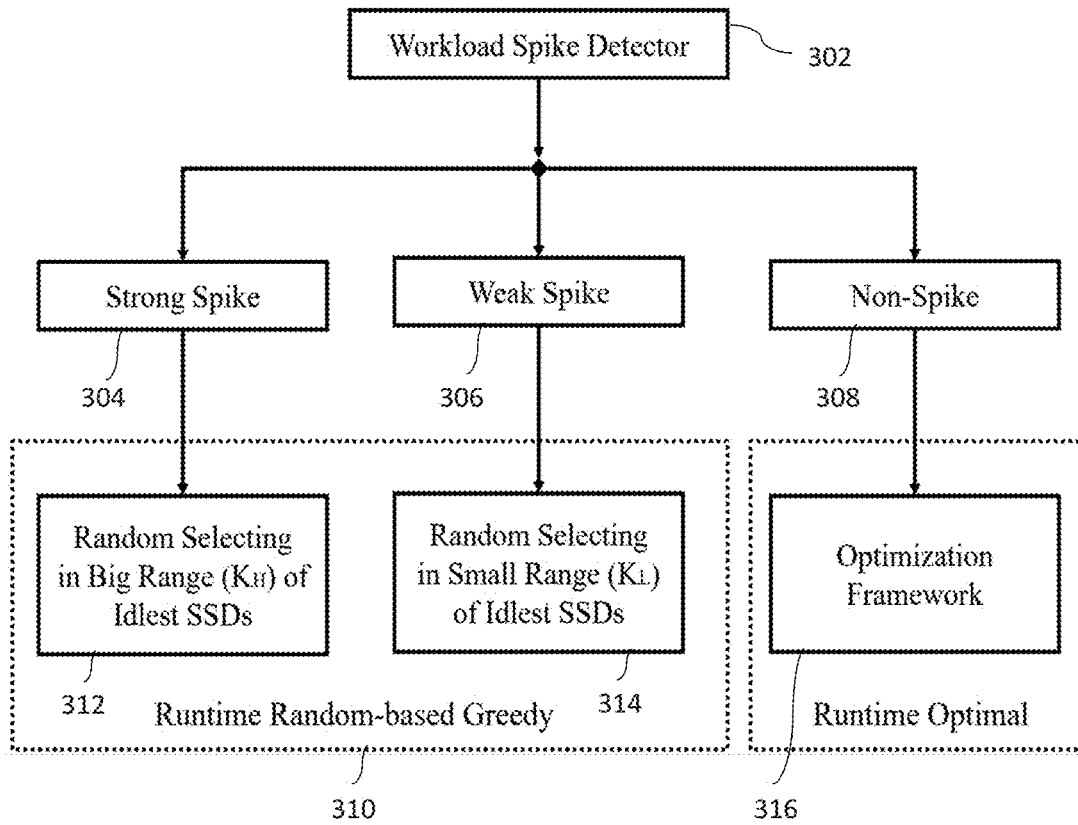 Workload Spike Detector
302
Strong Spike
Weak Spike
Non-Spike
304
306
308
Random Selecting
in Big Range (KH) of
Idlest SSDs
Random Selecting
in Small Range (KL)
of Idlest SSDs
Optimization
Framework
312
Runtime Random-based Greedy
314
Runtime Optimal
310
316